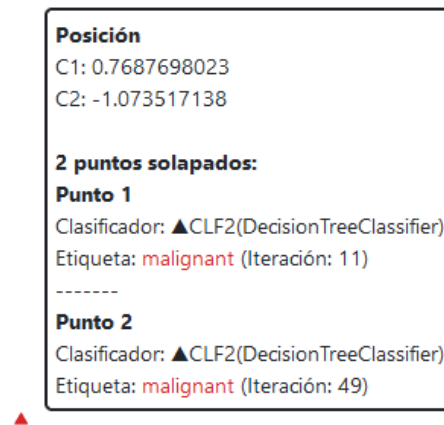 Posición
C1: 0.7687698023
C2: -1.073517138
2 puntos solapados:
Punto 1
Clasificador: ▲CLF2(DecisionTreeClassifier)
Etiqueta: malignant (Iteración: 11)
-------
Punto 2
Clasificador: ▲CLF2(DecisionTreeClassifier)
Etiqueta: malignant (Iteración: 49)